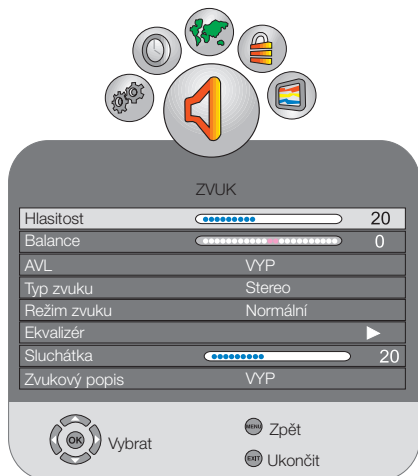 ZVUK
Hlasitost 20
Balance 0
AVL VYP
Typ zvuku Stereo
Režim zvuku Normální
Ekvalizér
Sluchátka 20
Zvukový popis VYP
OK Vybrat
MENU Zpět
EXIT Ukončit